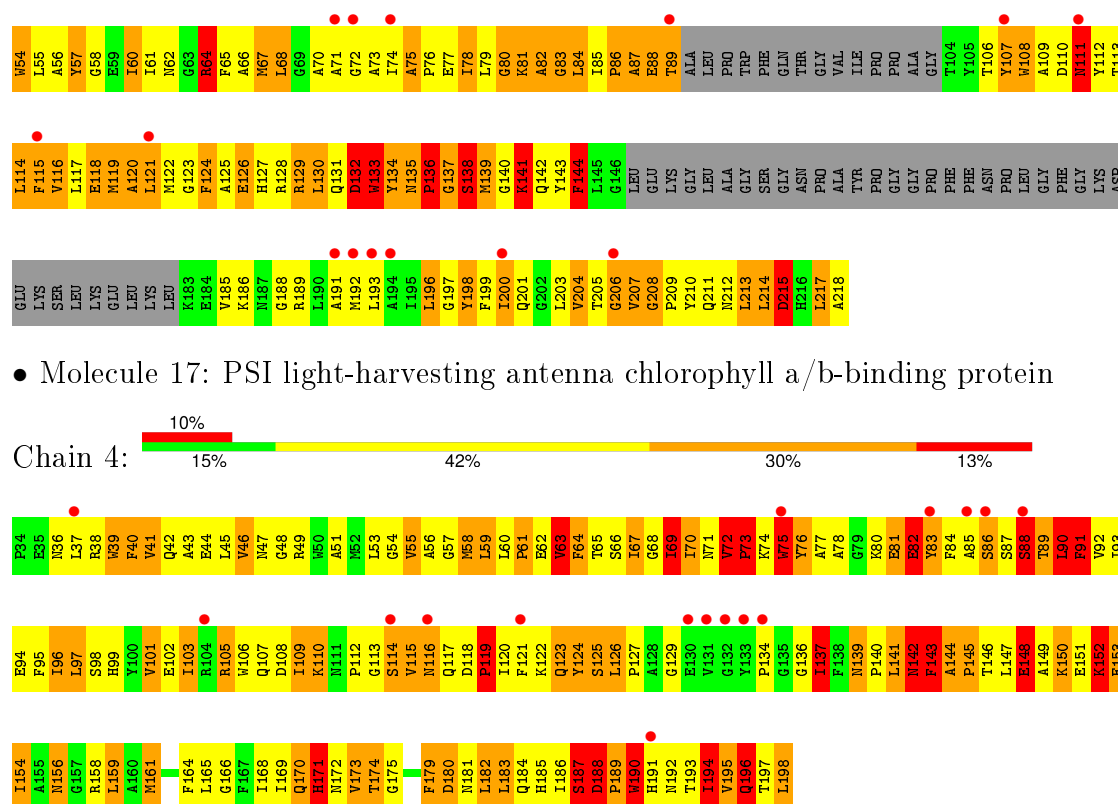 W54 L55 A56 Y57 G58 E59 I60 I61 N62 G63 R64 F65 A66 M67 L68 G69 A70 A71 G72 A73 I74 A75 P76 E77 I78 L79 G80 K81 A82 G83 L84 I85 P86 A87 E88 T89 ALA LEU PRO TRP PHE GLN THR GLY VAL ILE PRO PRO ALA GLY T104 Y105 T106 Y107 W108 A109 D110 N111 Y112 T113
L114 F115 V116 L117 E118 M119 A120 L121 M122 G123 F124 A125 E126 H127 R128 R129 L130 Q131 D132 W133 Y134 N135 P136 G137 S138 M139 G140 K141 Q142 Y143 F144 L145 G146 LEU GLU LYS GLY LEU ALA GLY SER GLY ASN PRO ALA TYR PRO GLY GLY PRO PHE PHE ASN PRO LEU GLY PHE GLY LYS ASP
GLU LYS SER LEU LYS GLU LEU LYS LEU K183 E184 V185 K186 N187 G188 R189 L190 A191 M192 L193 A194 I195 L196 G197 Y198 F199 I200 Q201 G202 L203 V204 T205 G206 V207 G208 P209 Y210 Q211 N212 L213 L214 D215 H216 L217 A218
• Molecule 17: PSI light-harvesting antenna chlorophyll a/b-binding protein
10%
Chain 4:
15% 42% 30% 13%
P34 E35 N36 L37 R38 W39 F40 V41 Q42 A43 E44 L45 V46 N47 G48 R49 W50 A51 M52 L53 G54 V55 A56 G57 M58 L59 L60 P61 E62 V63 F64 T65 S66 I67 G68 I69 I70 N71 V72 P73 K74 W75 Y76 A77 A78 G79 K80 E81 E82 Y83 F84 A85 S86 S87 S88 T89 L90 F91 V92 I93
E94 F95 I96 L97 S98 H99 Y100 V101 E102 I103 R104 R105 W106 Q107 D108 I109 K110 N111 P112 G113 S114 V115 N116 Q117 D118 P119 I120 F121 K122 Q123 Y124 S125 L126 P127 A128 G129 E130 V131 G132 Y133 P134 G135 G136 I137 F138 N139 P140 L141 N142 F143 A144 P145 T146 L147 E148 A149 K150 E151 K152 E153
I154 A155 N156 G157 R158 L159 A160 M161 F164 L165 G166 F167 I168 I169 Q170 H171 N172 V173 T174 G175 F179 D180 N181 L182 L183 Q184 H185 I186 S187 D188 P189 W190 H191 N192 T193 I194 V195 Q196 T197 L198